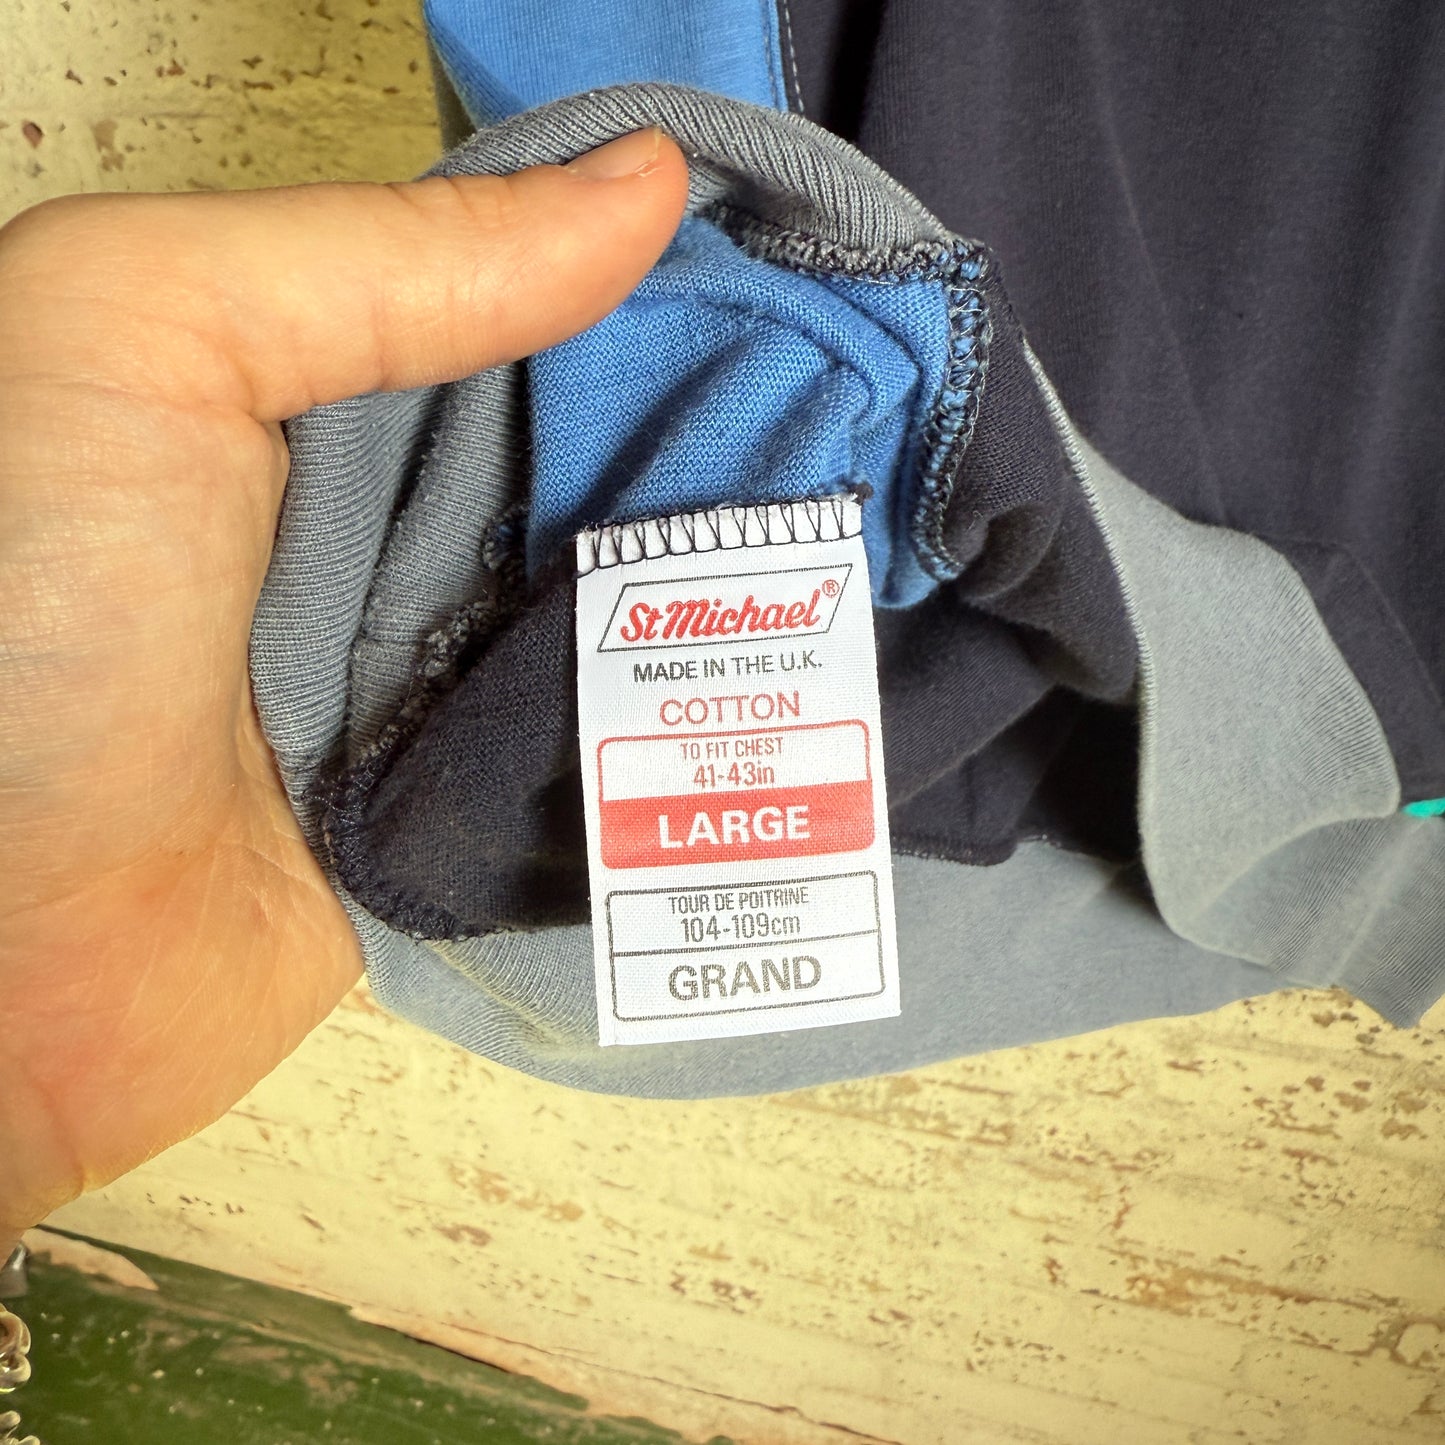 St Michael®
MADE IN THE U.K.
COTTON
TO FIT CHEST
41-43in
LARGE
TOUR DE POITRINE
104-109cm
GRAND